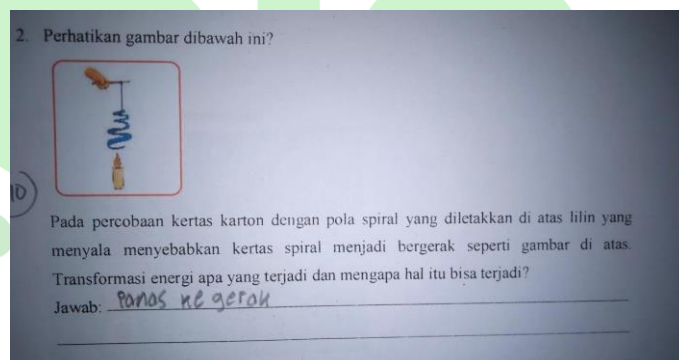 2. Perhatikan gambar dibawah ini?
10
Pada percobaan kertas karton dengan pola spiral yang diletakkan di atas lilin yang
menyala menyebabkan kertas spiral menjadi bergerak seperti gambar di atas.
Transformasi energi apa yang terjadi dan mengapa hal itu bisa terjadi?
Jawab: Panas ke gerak